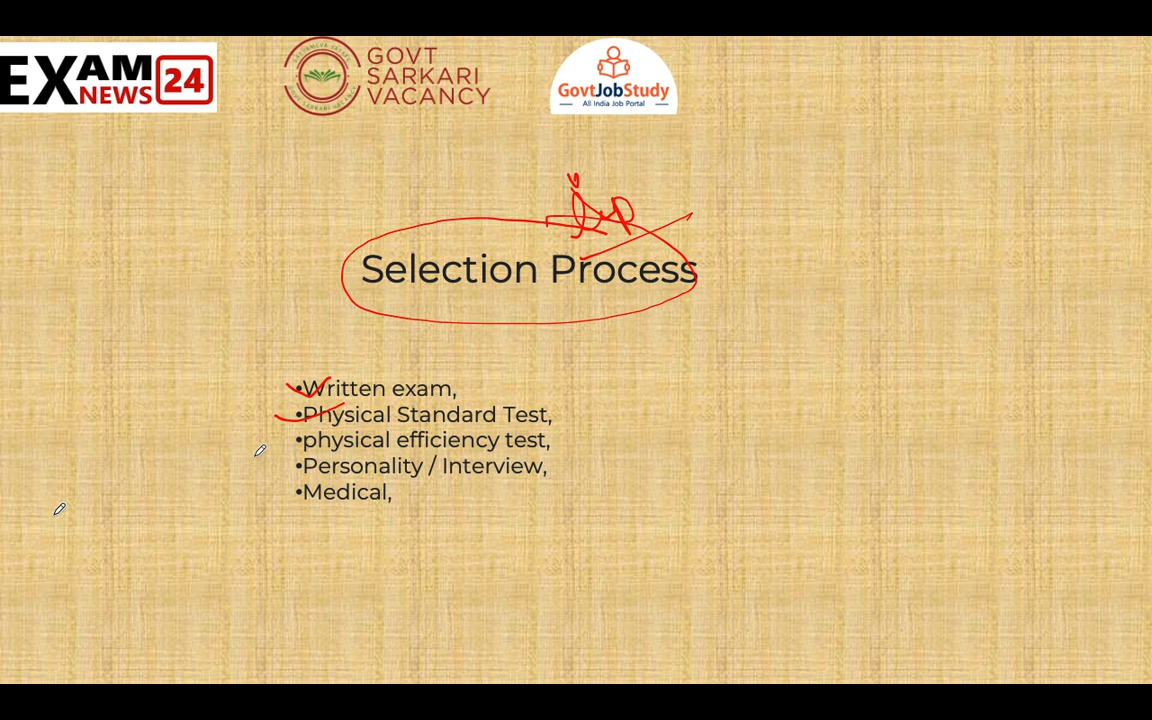 EXAM
NEWS
24
GOVT
SARKARI
VACANCY
GovtJobStudy
All India Job Portal
Selection Process
•Written exam,
•Physical Standard Test,
•physical efficiency test,
•Personality / Interview,
•Medical,